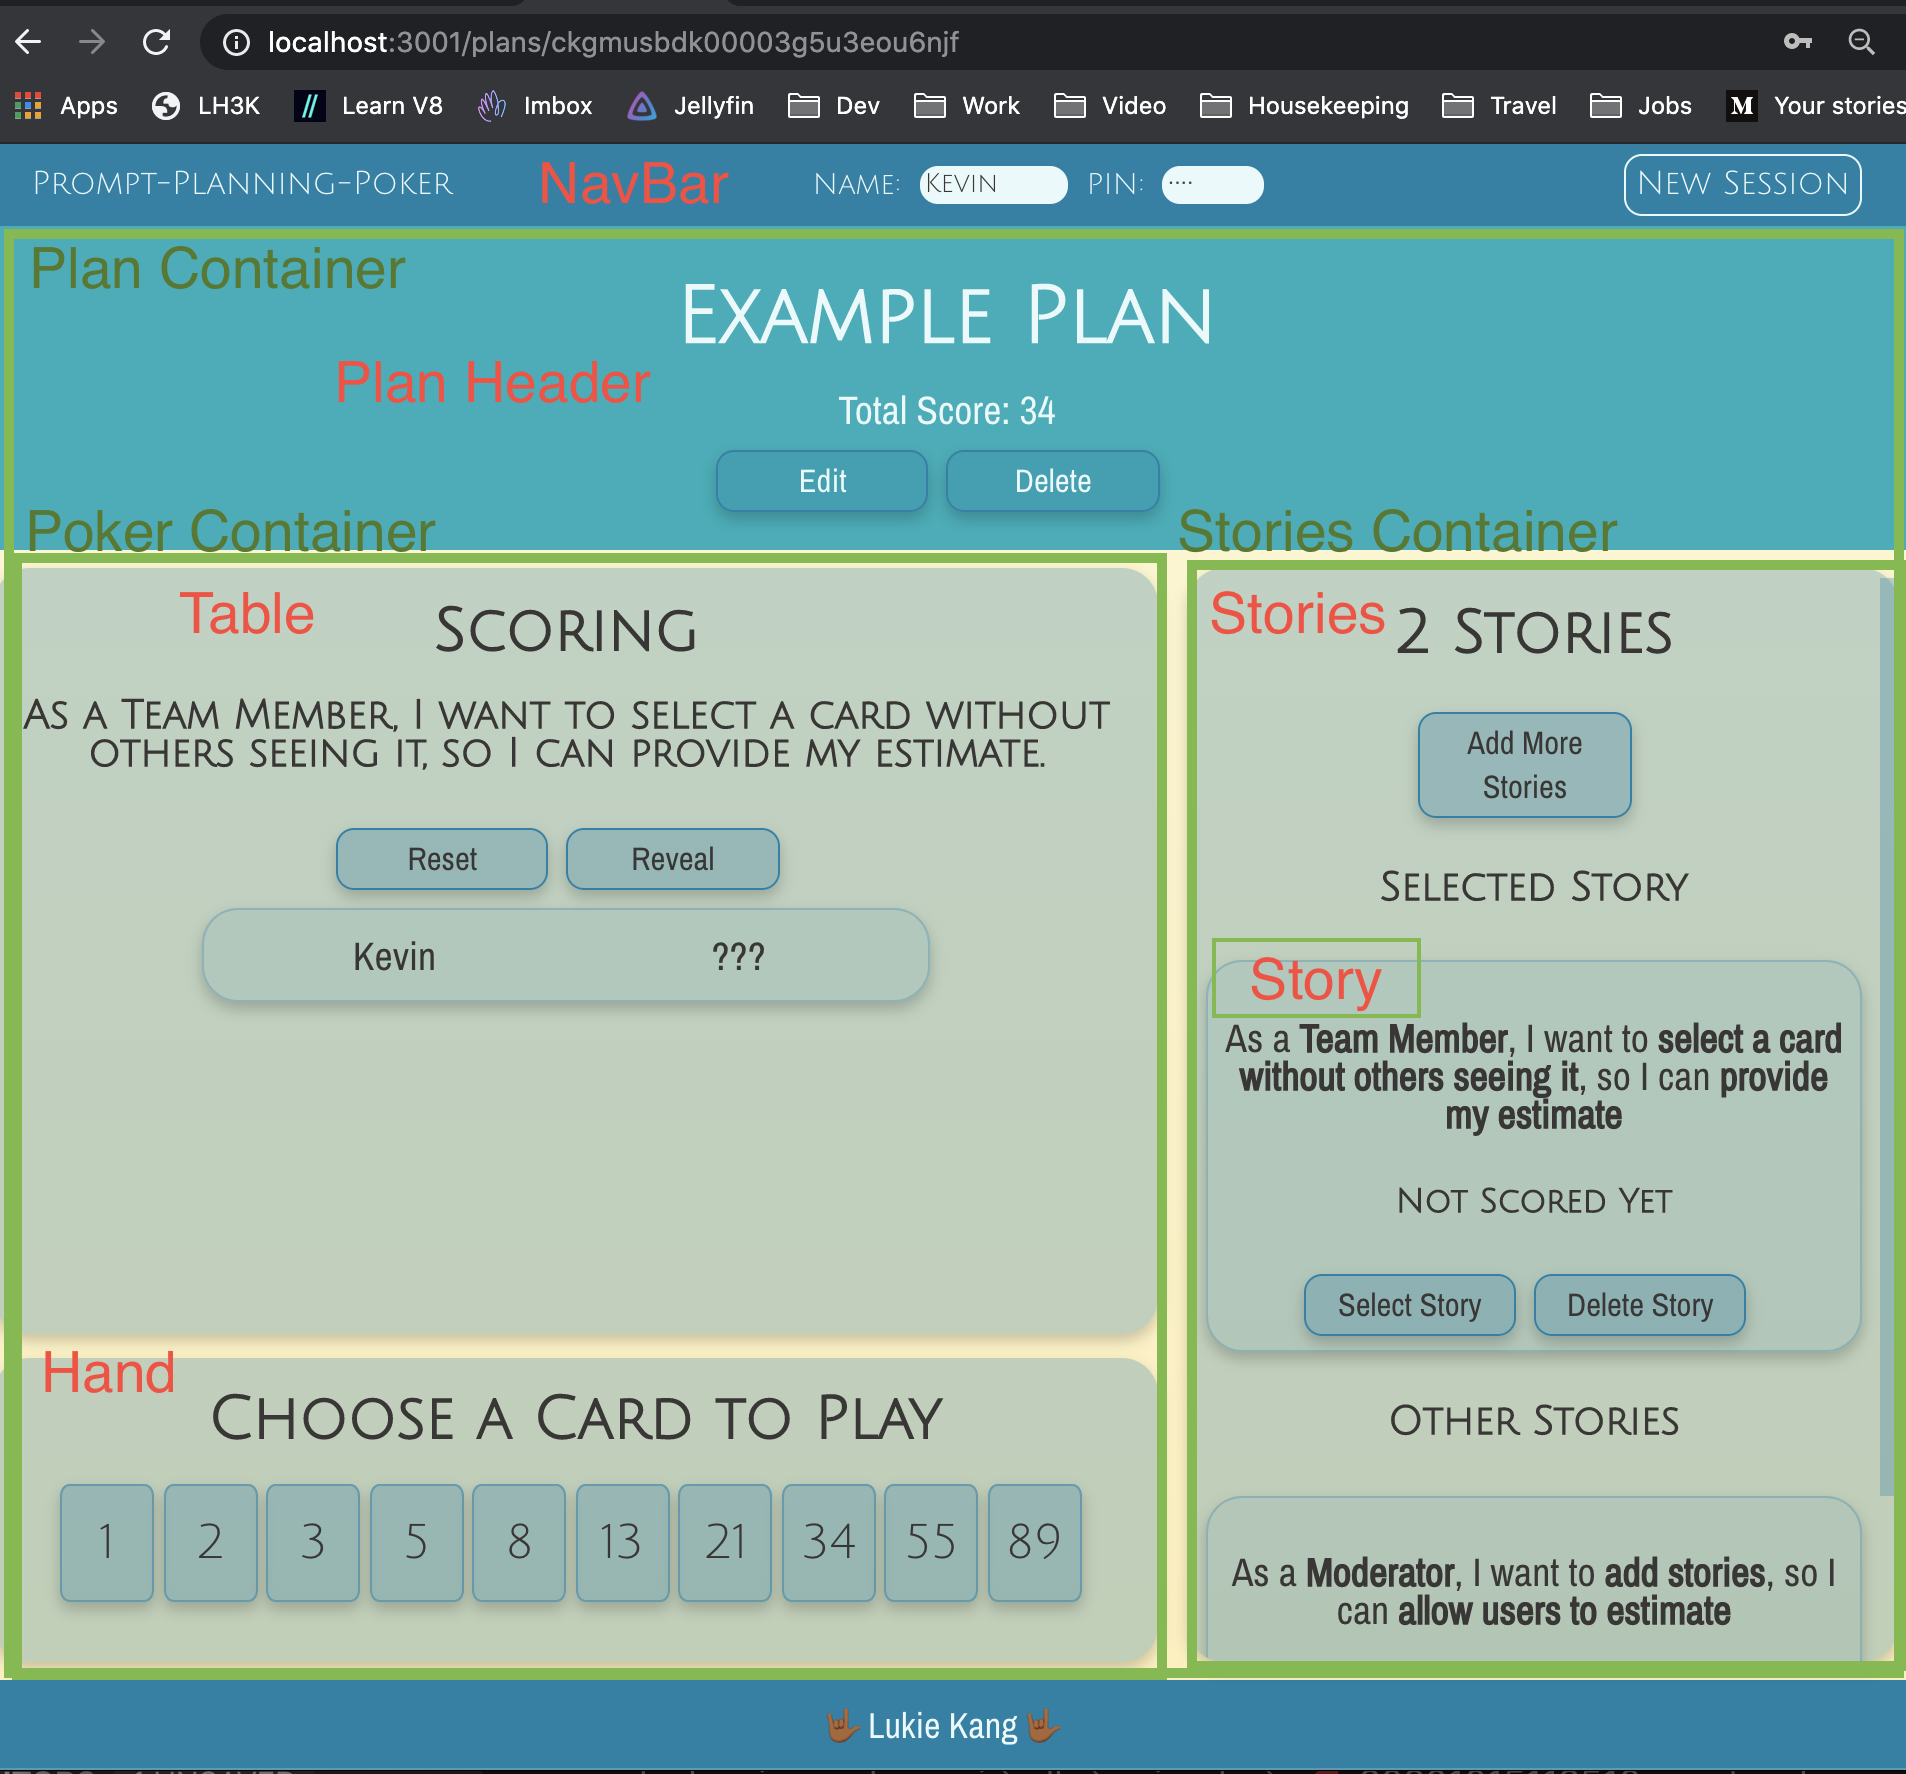 localhost:3001/plans/ckgmusbdk00003g5u3eou6njf
Apps LH3K Learn V8 Imbox Jellyfin Dev Work Video Housekeeping Travel Jobs M Your stories
Prompt-Planning-Poker NavBar Name: Kevin PIN: .... New Session
Plan Container
Example Plan
Plan Header
Total Score: 34
Edit Delete
Poker Container Stories Container
Table Scoring
As a Team Member, I want to select a card without
others seeing it, so I can provide my estimate.
Reset Reveal
Kevin ???
Hand
Choose a Card to Play
1 2 3 5 8 13 21 34 55 89
Stories 2 Stories
Add More
Stories
Selected Story
Story
As a Team Member, I want to select a card
without others seeing it, so I can provide
my estimate
Not Scored Yet
Select Story Delete Story
Other Stories
As a Moderator, I want to add stories, so I
can allow users to estimate
🤟🏾 Lukie Kang 🤟🏾